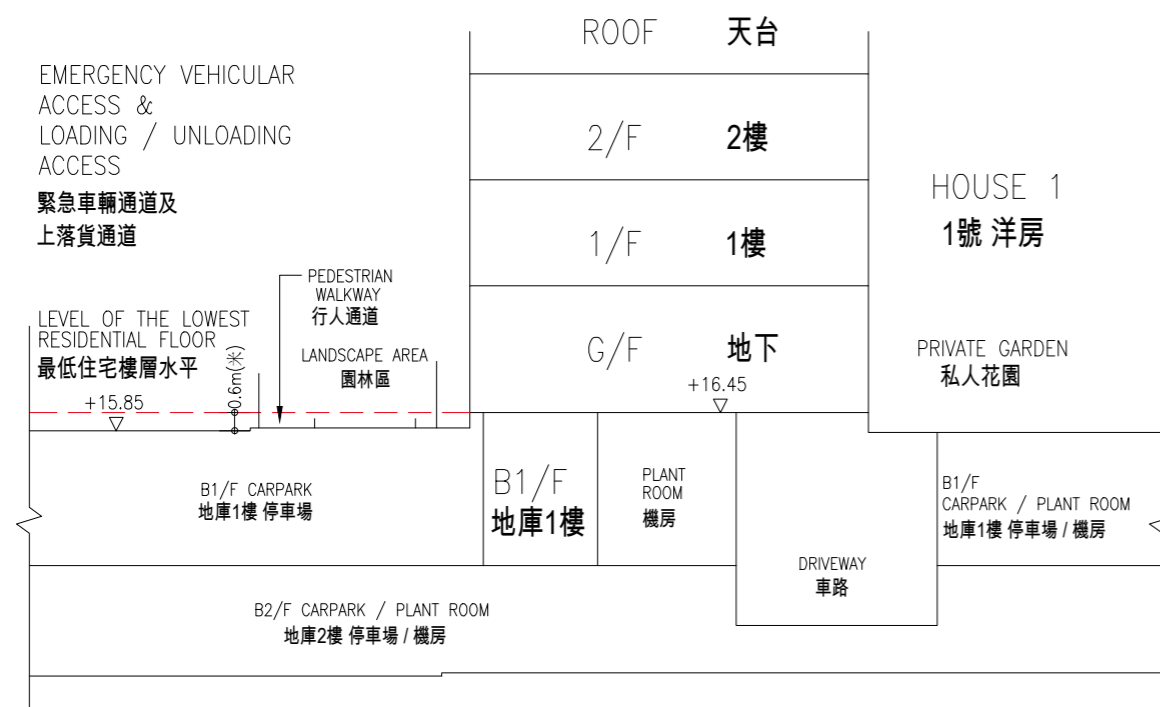 ROOF 天台
EMERGENCY VEHICULAR
ACCESS &
LOADING / UNLOADING
ACCESS
緊急車輛通道及
上落貨通道
2/F 2樓
HOUSE 1
1號 洋房
1/F 1樓
PEDESTRIAN
WALKWAY
行人通道
LEVEL OF THE LOWEST
RESIDENTIAL FLOOR
最低住宅樓層水平
0.6m(米)
LANDSCAPE AREA
園林區
G/F 地下
PRIVATE GARDEN
私人花園
+15.85
+16.45
B1/F CARPARK
地庫1樓 停車場
B1/F
地庫1樓
PLANT
ROOM
機房
B1/F
CARPARK / PLANT ROOM
地庫1樓 停車場 / 機房
DRIVEWAY
車路
B2/F CARPARK / PLANT ROOM
地庫2樓 停車場 / 機房